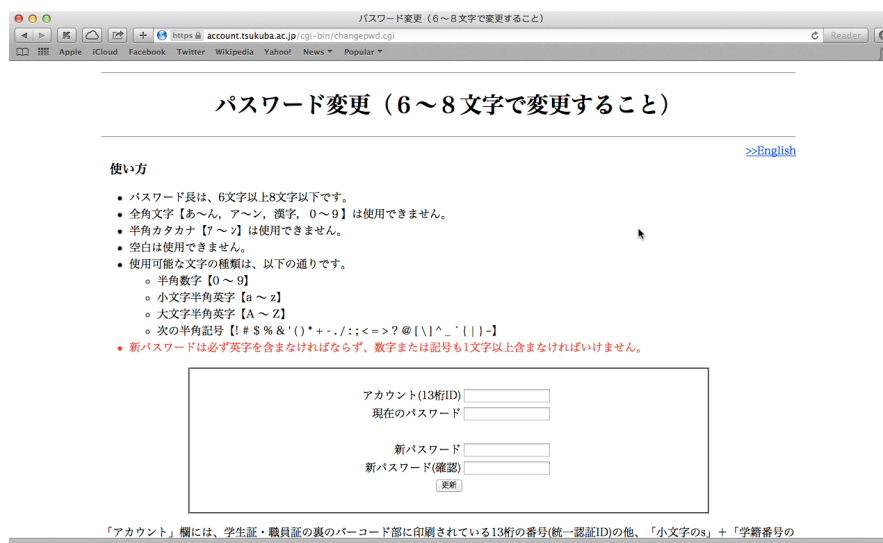 パスワード変更（6〜8文字で変更すること）
https account.tsukuba.ac.jp/cgi-bin/changepwd.cgi
Reader
Apple iCloud Facebook Twitter Wikipedia Yahoo! News Popular
パスワード変更（６〜８文字で変更すること）
>>English
使い方
パスワード長は、6文字以上8文字以下です。
全角文字【あ〜ん，ア〜ン，漢字，０〜９】は使用できません。
半角カタカナ【ｱ 〜 ﾝ】は使用できません。
空白は使用できません。
使用可能な文字の種類は、以下の通りです。
半角数字【0 〜 9】
小文字半角英字【a 〜 z】
大文字半角英字【A 〜 Z】
次の半角記号【! # $ % & ' ( ) * + - . / : ; < = > ? @ [ \ ] ^ _ ` { | } ~】
新パスワードは必ず英字を含まなければならず、数字または記号も1文字以上含まなければいけません。
アカウント(13桁ID)
現在のパスワード
新パスワード
新パスワード(確認)
更新
「アカウント」欄には、学生証・職員証の裏のバーコード部に印刷されている13桁の番号(統一認証ID)の他、「小文字のs」＋「学籍番号の